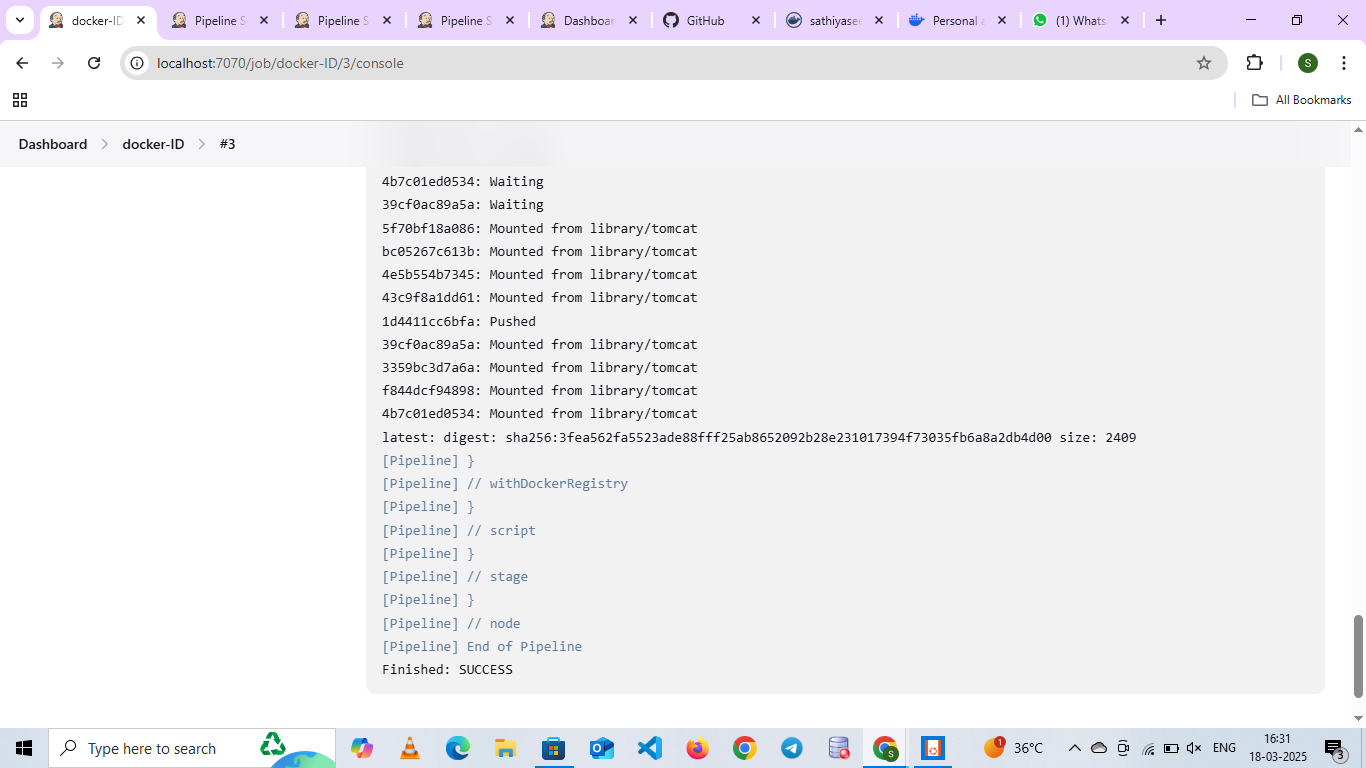 docker-ID
Pipeline S
Pipeline S
Pipeline S
Dashboar
GitHub
sathiyasee
Personal a
(1) Whats
localhost:7070/job/docker-ID/3/console
S
All Bookmarks
Dashboard docker-ID #3
4b7c01ed0534: Waiting
39cf0ac89a5a: Waiting
5f70bf18a086: Mounted from library/tomcat
bc05267c613b: Mounted from library/tomcat
4e5b554b7345: Mounted from library/tomcat
43c9f8a1dd61: Mounted from library/tomcat
1d4411cc6bfa: Pushed
39cf0ac89a5a: Mounted from library/tomcat
3359bc3d7a6a: Mounted from library/tomcat
f844dcf94898: Mounted from library/tomcat
4b7c01ed0534: Mounted from library/tomcat
latest: digest: sha256:3fea562fa5523ade88fff25ab8652092b28e231017394f73035fb6a8a2db4d00 size: 2409
[Pipeline] }
[Pipeline] // withDockerRegistry
[Pipeline] }
[Pipeline] // script
[Pipeline] }
[Pipeline] // stage
[Pipeline] }
[Pipeline] // node
[Pipeline] End of Pipeline
Finished: SUCCESS
Type here to search
S
1
36°C
ENG
16:31
18-03-2025
3